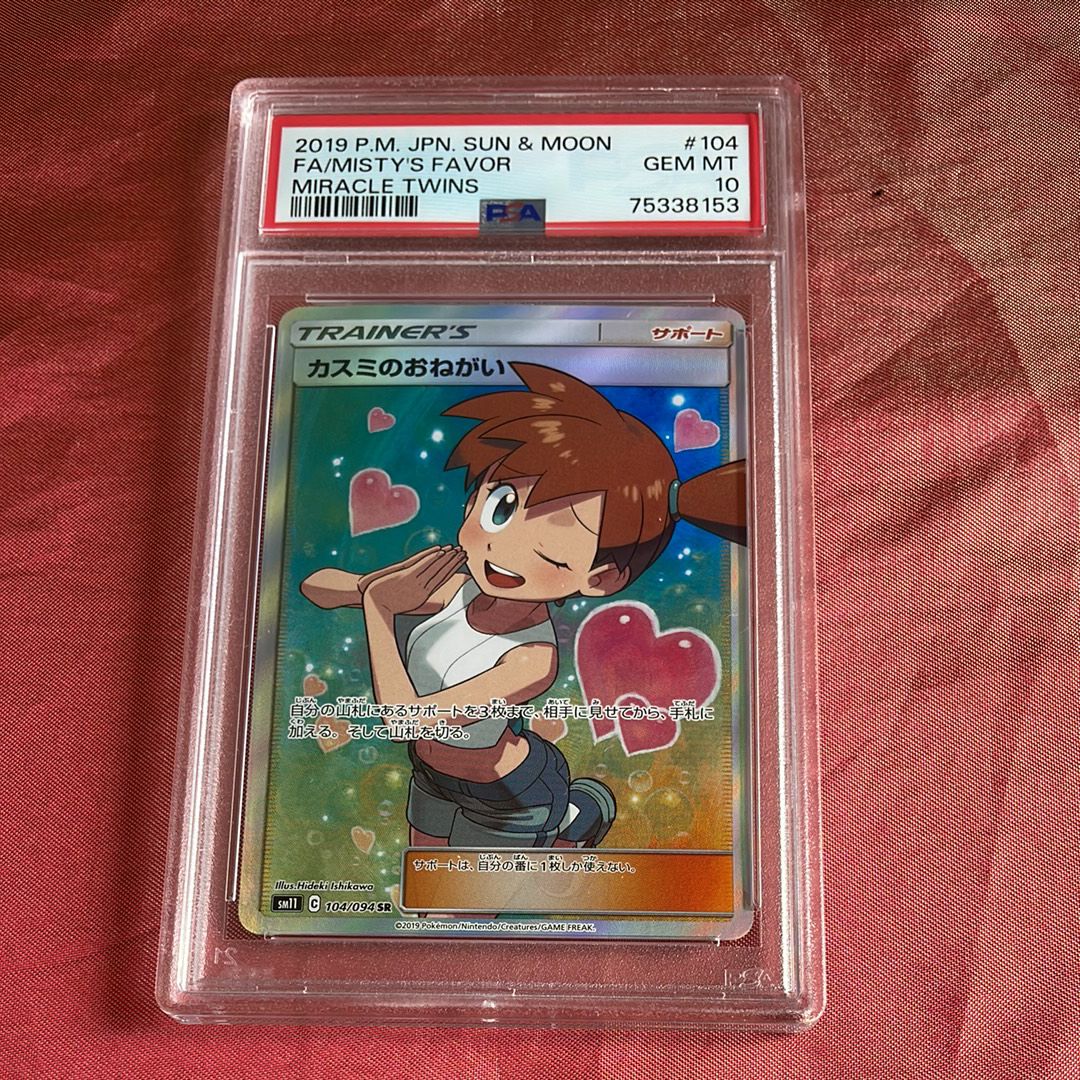 2019 P.M. JPN. SUN & MOON #104
FA/MISTY'S FAVOR GEM MT
MIRACLE TWINS 10
PSA 75338153
TRAINER'S サポート
カスミのおねがい
自分の山札にあるサポートを3枚まで、相手に見せてから、手札に
加える。そして山札を切る。
サポートは、自分の番に1枚しか使えない。
Illus.Hideki Ishikawa
SM11 C 104/094 SR
©2019 Pokémon/Nintendo/Creatures/GAME FREAK.